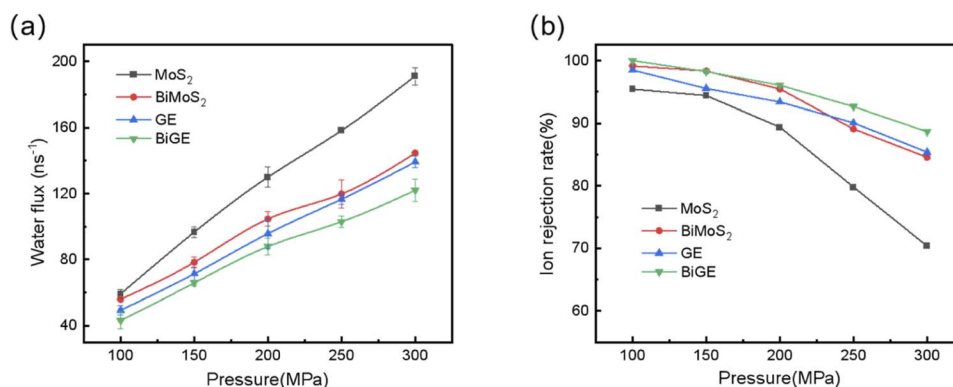 (a)
200
160
120
80
40
Water flux (ns⁻¹)
MoS₂
BiMoS₂
GE
BiGE
100 150 200 250 300
Pressure(MPa)
(b)
100
90
80
70
60
Ion rejection rate(%)
MoS₂
BiMoS₂
GE
BiGE
100 150 200 250 300
Pressure(MPa)